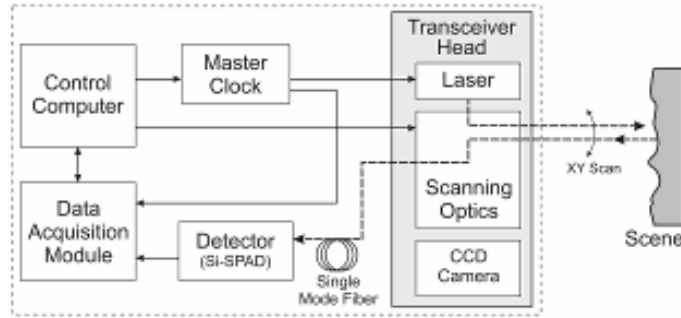 Transceiver
Head
Control
Computer
Master
Clock
Laser
XY Scan
Scanning
Optics
Scene
Data
Acquisition
Module
Detector
(Si-SPAD)
Single
Mode Fiber
CCD
Camera